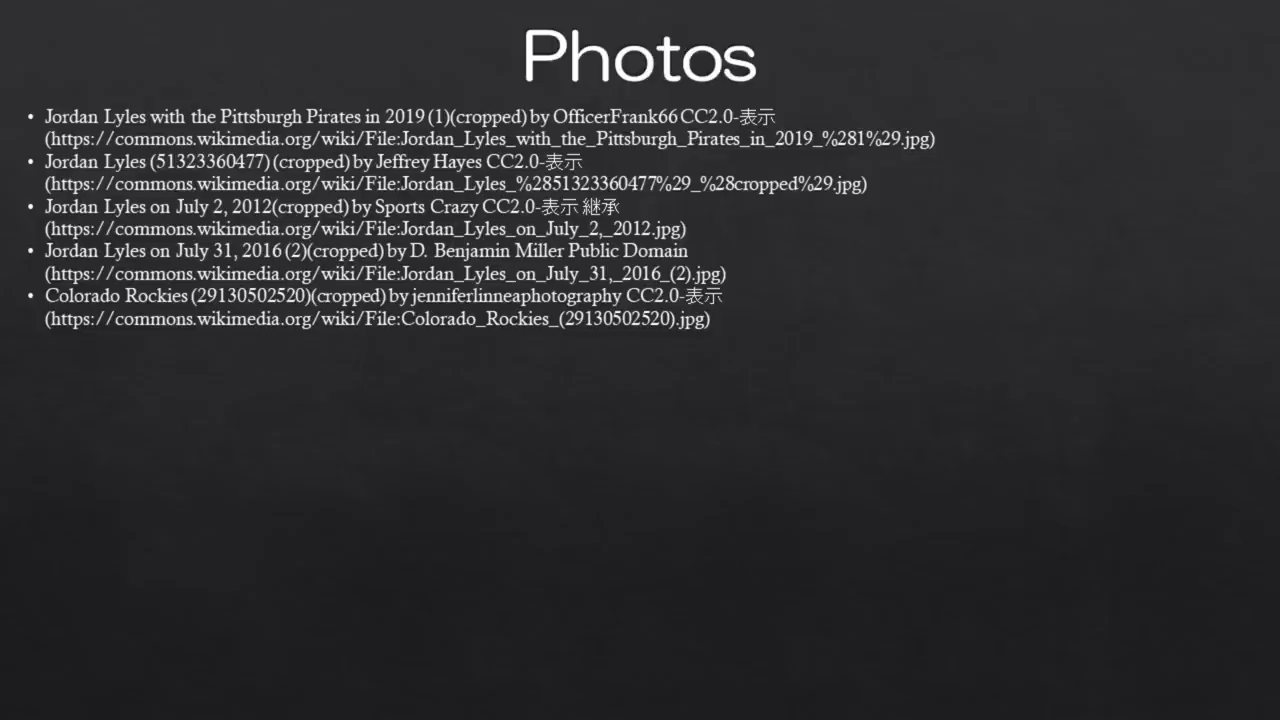 Photos
• Jordan Lyles with the Pittsburgh Pirates in 2019 (1)(cropped) by OfficerFrank66 CC2.0-表示
(https://commons.wikimedia.org/wiki/File:Jordan_Lyles_with_the_Pittsburgh_Pirates_in_2019_%281%29.jpg)
• Jordan Lyles (51323360477) (cropped) by Jeffrey Hayes CC2.0-表示
(https://commons.wikimedia.org/wiki/File:Jordan_Lyles_%2851323360477%29_%28cropped%29.jpg)
• Jordan Lyles on July 2, 2012(cropped) by Sports Crazy CC2.0-表示 継承
(https://commons.wikimedia.org/wiki/File:Jordan_Lyles_on_July_2,_2012.jpg)
• Jordan Lyles on July 31, 2016 (2)(cropped) by D. Benjamin Miller Public Domain
(https://commons.wikimedia.org/wiki/File:Jordan_Lyles_on_July_31,_2016_(2).jpg)
• Colorado Rockies (29130502520)(cropped) by jenniferlinneaphotography CC2.0-表示
(https://commons.wikimedia.org/wiki/File:Colorado_Rockies_(29130502520).jpg)